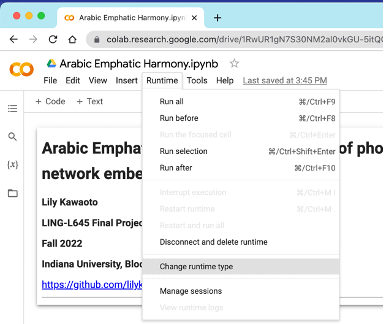 Arabic Emphatic Harmony.ipyn
colab.research.google.com/drive/1RwUR1gN7S30NM2al0vkGU-5itQ
Arabic Emphatic Harmony.ipynb
File Edit View Insert Runtime Tools Help Last saved at 3:45 PM
+ Code + Text
Run all ⌘/Ctrl+F9
Run before ⌘/Ctrl+F8
Run the focused cell ⌘/Ctrl+Enter
Run selection ⌘/Ctrl+Shift+Enter
Run after ⌘/Ctrl+F10
Interrupt execution ⌘/Ctrl+M I
Restart runtime ⌘/Ctrl+M .
Restart and run all
Disconnect and delete runtime
Change runtime type
Manage sessions
View runtime logs
{x}
Arabic Empha of pho
network embe
Lily Kawaoto
LING-L645 Final Projec
Fall 2022
Indiana University, Bloo
https://github.com/lilyk